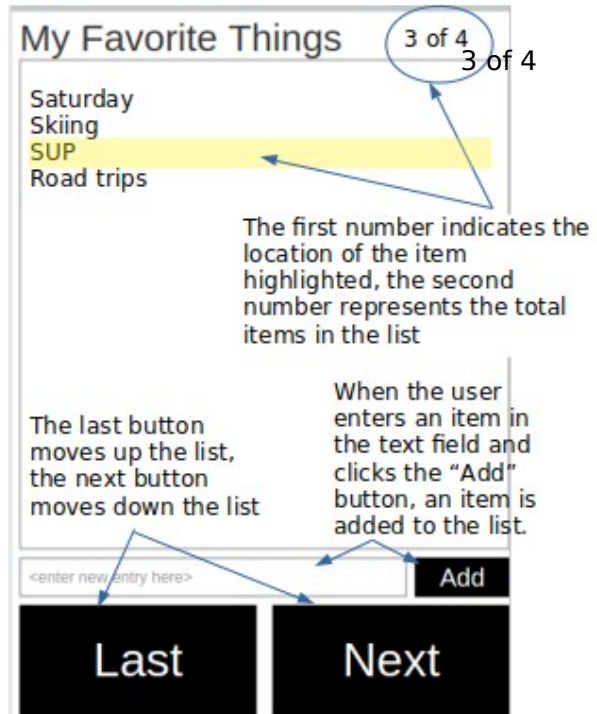 My Favorite Things
3 of 4
3 of 4
Saturday
Skiing
SUP
Road trips
The first number indicates the
location of the item
highlighted, the second
number represents the total
items in the list
The last button
moves up the list,
the next button
moves down the list
When the user
enters an item in
the text field and
clicks the “Add”
button, an item is
added to the list.
<enter new entry here>
Add
Last
Next